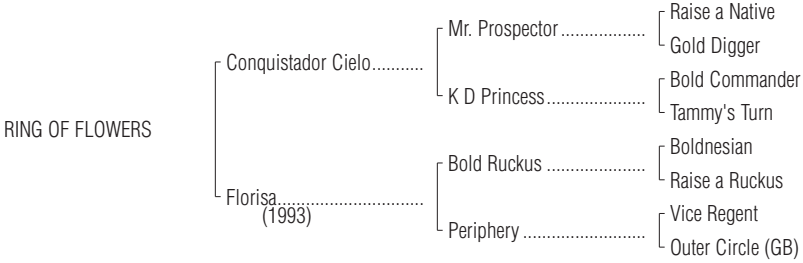 Raise a Native
Mr. Prospector..................
Gold Digger
Conquistador Cielo...........
Bold Commander
K D Princess.....................
Tammy's Turn
RING OF FLOWERS
Boldnesian
Bold Ruckus .....................
Raise a Ruckus
Florisa...............................
(1993)
Vice Regent
Periphery ..........................
Outer Circle (GB)